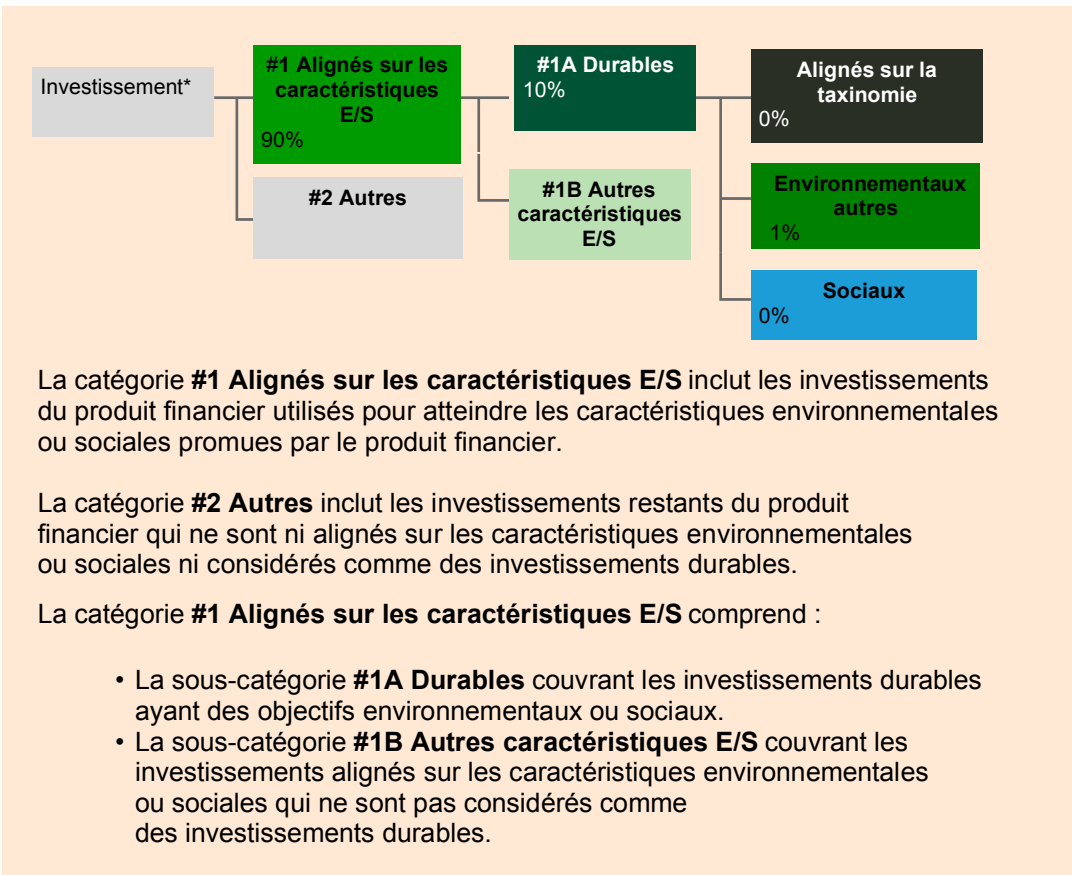 Investissement*
#1 Alignés sur les
caractéristiques
E/S
90%
#2 Autres
#1A Durables
10%
#1B Autres
caractéristiques
E/S
Alignés sur la
taxinomie
0%
Environnementaux
autres
1%
Sociaux
0%
La catégorie #1 Alignés sur les caractéristiques E/S inclut les investissements
du produit financier utilisés pour atteindre les caractéristiques environnementales
ou sociales promues par le produit financier.
La catégorie #2 Autres inclut les investissements restants du produit
financier qui ne sont ni alignés sur les caractéristiques environnementales
ou sociales ni considérés comme des investissements durables.
La catégorie #1 Alignés sur les caractéristiques E/S comprend :
• La sous-catégorie #1A Durables couvrant les investissements durables
ayant des objectifs environnementaux ou sociaux.
• La sous-catégorie #1B Autres caractéristiques E/S couvrant les
investissements alignés sur les caractéristiques environnementales
ou sociales qui ne sont pas considérés comme
des investissements durables.